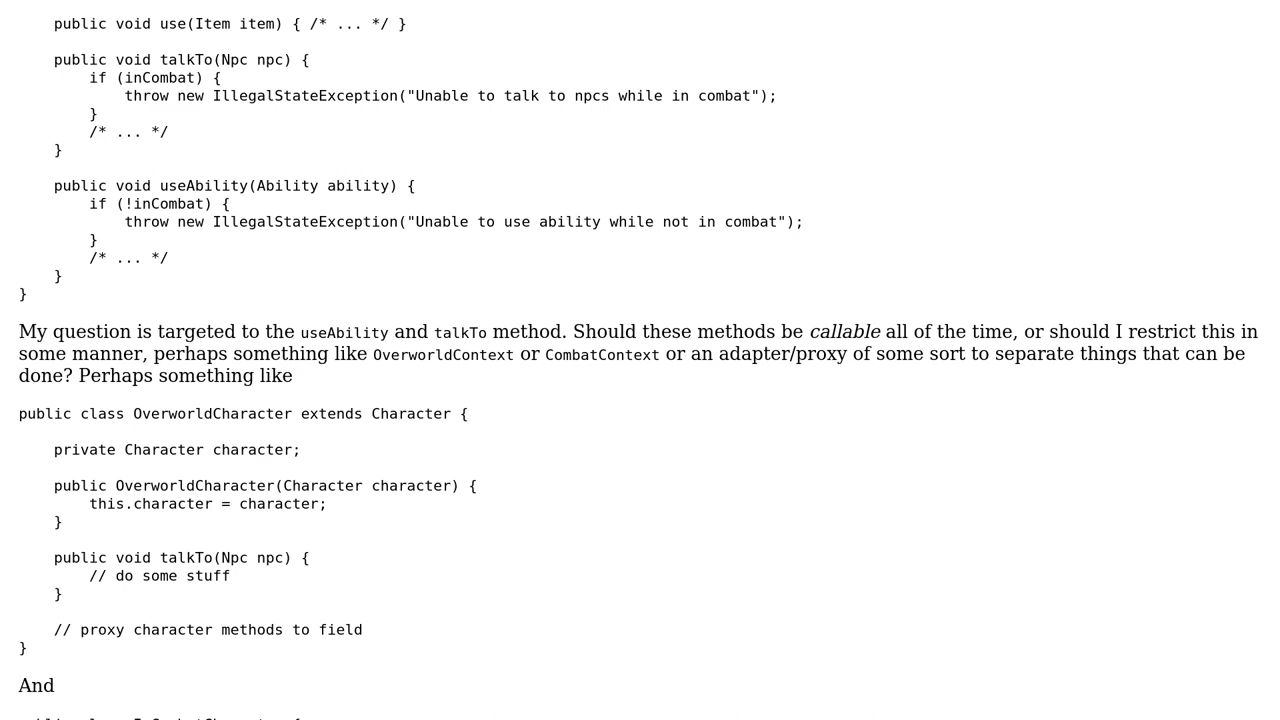 public void use(Item item) { /* ... */ }
public void talkTo(Npc npc) {
if (inCombat) {
throw new IllegalStateException("Unable to talk to npcs while in combat");
}
/* ... */
}
public void useAbility(Ability ability) {
if (!inCombat) {
throw new IllegalStateException("Unable to use ability while not in combat");
}
/* ... */
}
}
My question is targeted to the useAbility and talkTo method. Should these methods be callable all of the time, or should I restrict this in
some manner, perhaps something like OverworldContext or CombatContext or an adapter/proxy of some sort to separate things that can be
done? Perhaps something like
public class OverworldCharacter extends Character {
private Character character;
public OverworldCharacter(Character character) {
this.character = character;
}
public void talkTo(Npc npc) {
// do some stuff
}
// proxy character methods to field
}
And